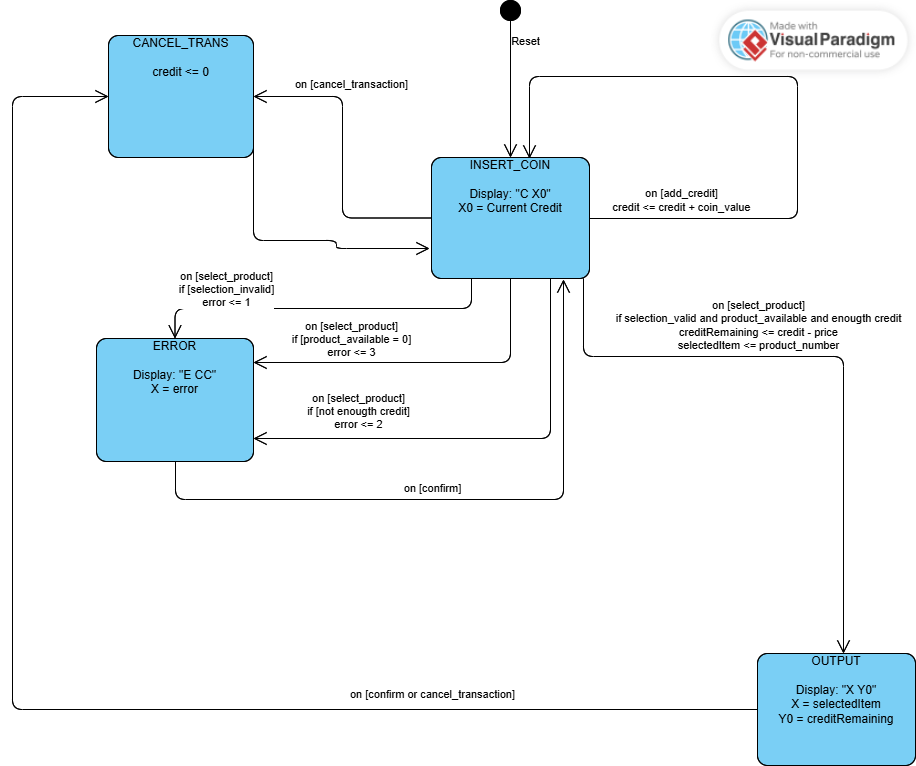 Made with
VisualParadigm
For non-commercial use
Reset
CANCEL_TRANS
credit <= 0
on [cancel_transaction]
INSERT_COIN
Display: "C X0"
X0 = Current Credit
on [add_credit]
credit <= credit + coin_value
on [select_product]
if [selection_invalid]
error <= 1
on [select_product]
if [product_available = 0]
error <= 3
on [select_product]
if selection_valid and product_available and enougth credit
creditRemaining <= credit - price
selectedItem <= product_number
ERROR
Display: "E CC"
X = error
on [select_product]
if [not enougth credit]
error <= 2
on [confirm]
OUTPUT
Display: "X Y0"
X = selectedItem
Y0 = creditRemaining
on [confirm or cancel_transaction]